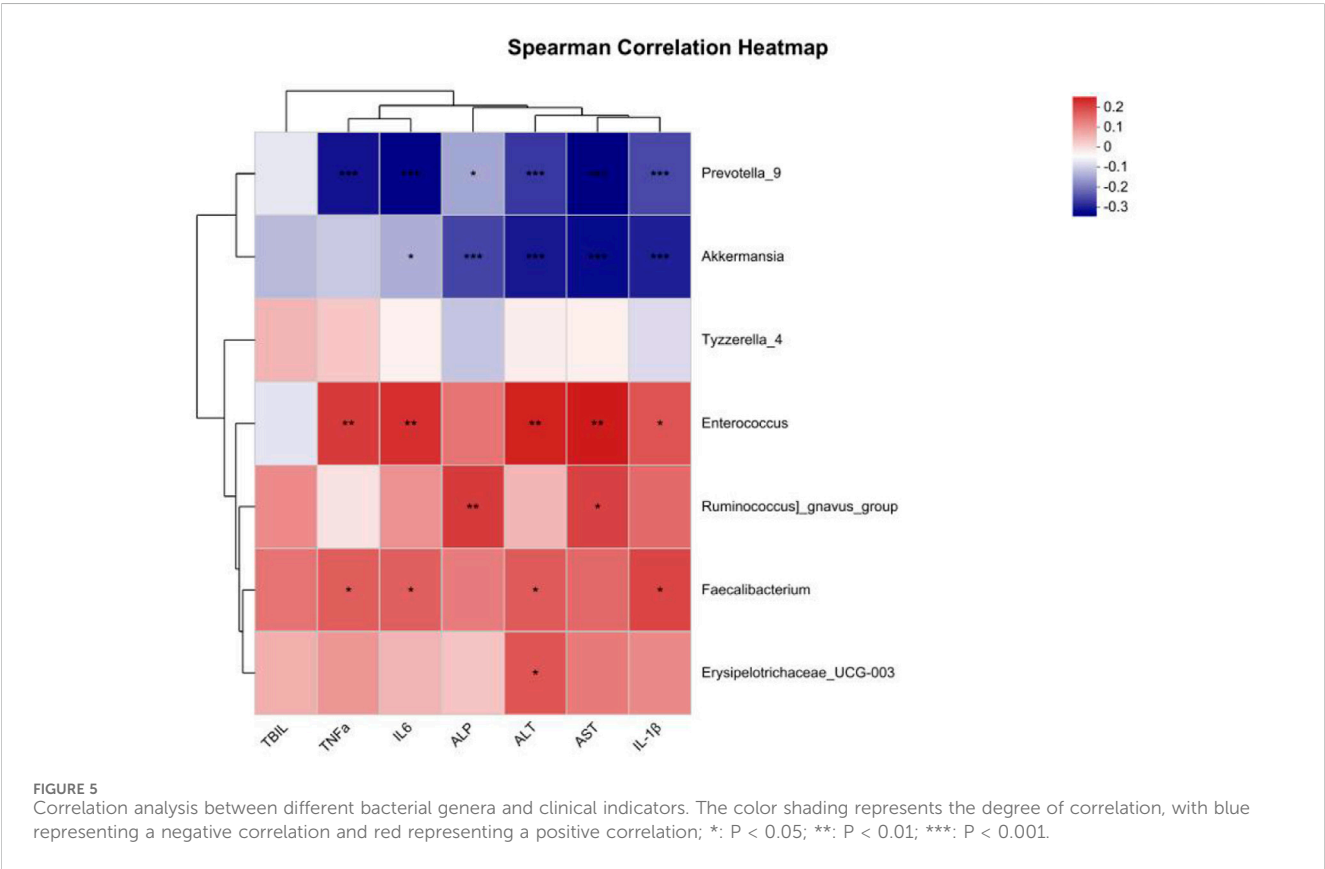 Spearman Correlation Heatmap
0.2
0.1
0
-0.1
-0.2
-0.3
*** *** * *** *** *** Prevotella_9
* *** *** *** *** Akkermansia
Tyzzerella_4
** ** ** ** * Enterococcus
** * Ruminococcus]_gnavus_group
* * * * Faecalibacterium
* Erysipelotrichaceae_UCG-003
TBIL TNFa IL6 ALP ALT AST IL-1β
FIGURE 5
Correlation analysis between different bacterial genera and clinical indicators. The color shading represents the degree of correlation, with blue
representing a negative correlation and red representing a positive correlation; *: P < 0.05; **: P < 0.01; ***: P < 0.001.